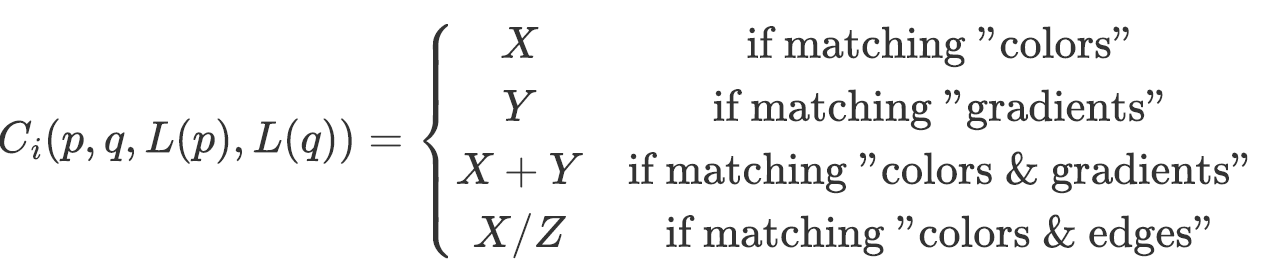 X if matching ”colors”
Y if matching ”gradients”
C_i(p, q, L(p), L(q)) = {
X + Y if matching ”colors & gradients”
X/Z if matching ”colors & edges”